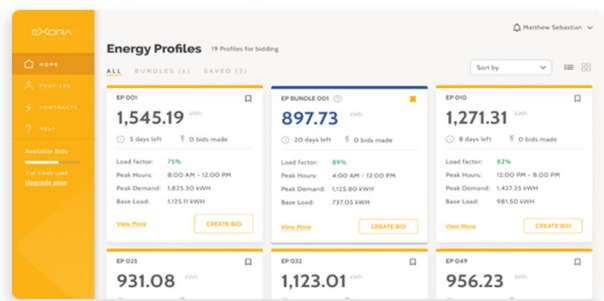 EXORA
Matthew Sebastian
Energy Profiles 19 Profiles for bidding
ALL BUNDLES (6) SAVED (3)
Sort by
HOME
PROFILES
CONTRACTS
HELP
Available Bids
Upgrade plan
EP 001
1,545.19 kWh
5 days left 0 bids made
Load factor: 75%
Peak Hours: 8:00 AM - 12:00 PM
Peak Demand: 1,825.30 kWH
Base Load: 1,125.11 kWH
View More CREATE BID
EP BUNDLE 001
897.73 kWh
20 days left 0 bids made
Load factor: 89%
Peak Hours: 4:00 AM - 12:00 PM
Peak Demand: 1,125.80 kWH
Base Load: 737.05 kWH
View More CREATE BID
EP 010
1,271.31 kWh
8 days left 0 bids made
Load factor: 82%
Peak Hours: 12:00 PM - 8:00 PM
Peak Demand: 1,427.25 kWH
Base Load: 981.50 kWH
View More CREATE BID
EP 025
931.08 kWh
EP 032
1,123.01 kWh
EP 049
956.23 kWh